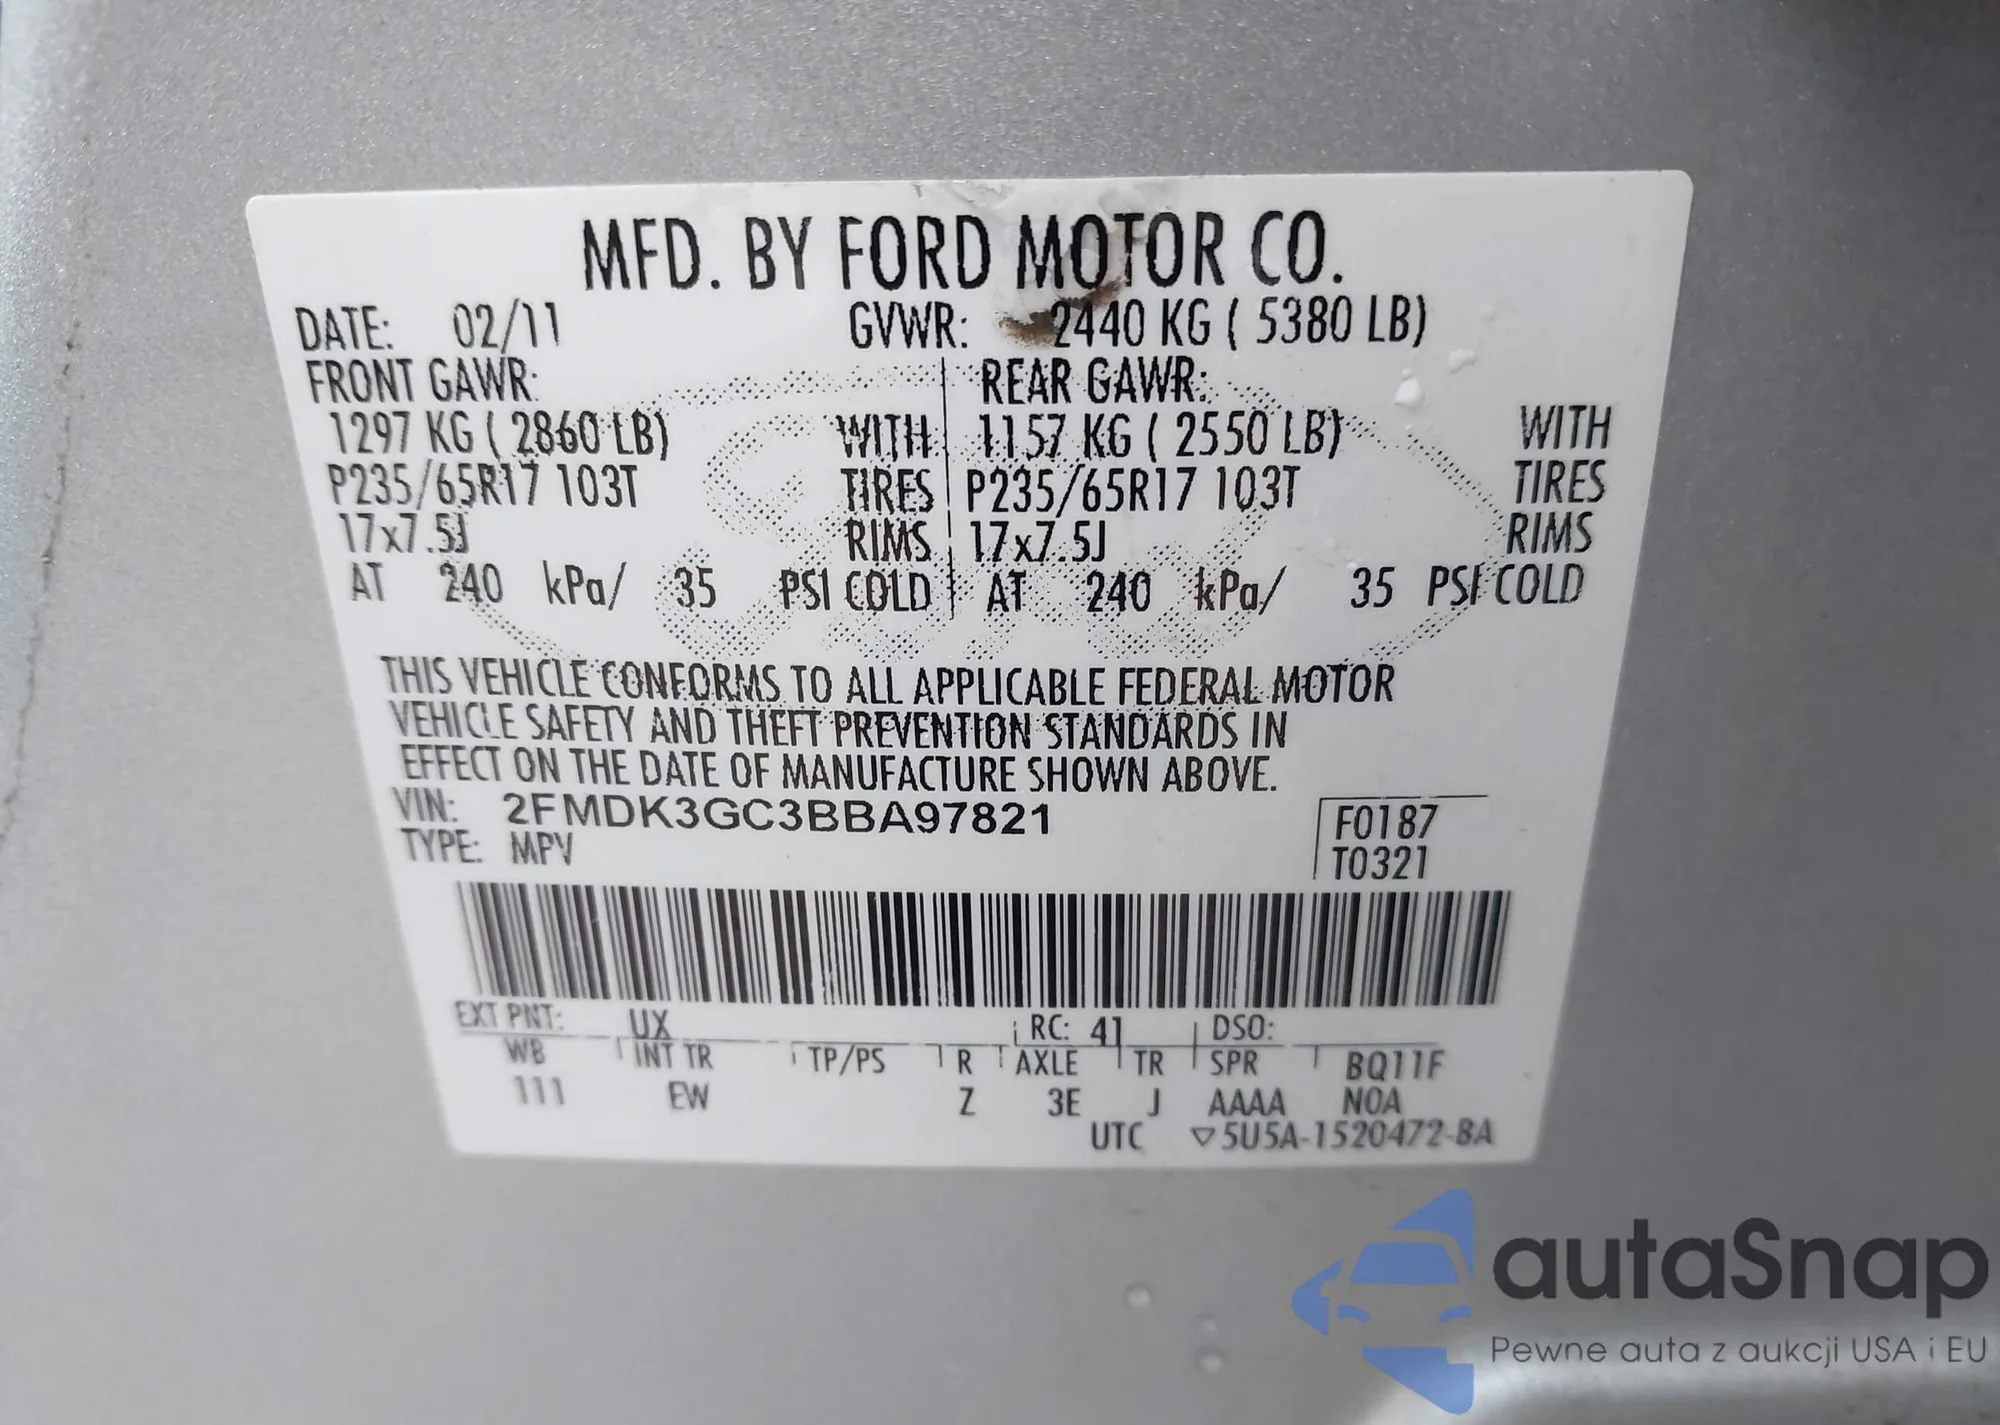 MFD. BY FORD MOTOR CO.
DATE: 02/11 GVWR: 2440 KG ( 5380 LB)
FRONT GAWR: REAR GAWR:
1297 KG ( 2860 LB) WITH 1157 KG ( 2550 LB) WITH
P235/65R17 103T TIRES P235/65R17 103T TIRES
17x7.5J RIMS 17x7.5J RIMS
AT 240 kPa/ 35 PSI COLD AT 240 kPa/ 35 PSI COLD
THIS VEHICLE CONFORMS TO ALL APPLICABLE FEDERAL MOTOR
VEHICLE SAFETY AND THEFT PREVENTION STANDARDS IN
EFFECT ON THE DATE OF MANUFACTURE SHOWN ABOVE.
VIN: 2FMDK3GC3BBA97821 F0187
TYPE: MPV T0321
EXT PNT: UX RC: 41 DSO:
WB INT TR TP/PS R AXLE TR SPR BQ11F
111 EW Z 3E J AAAA NOA
UTC ▽5U5A-1520472-BA
autaSnap
Pewne auta z aukcji USA i EU